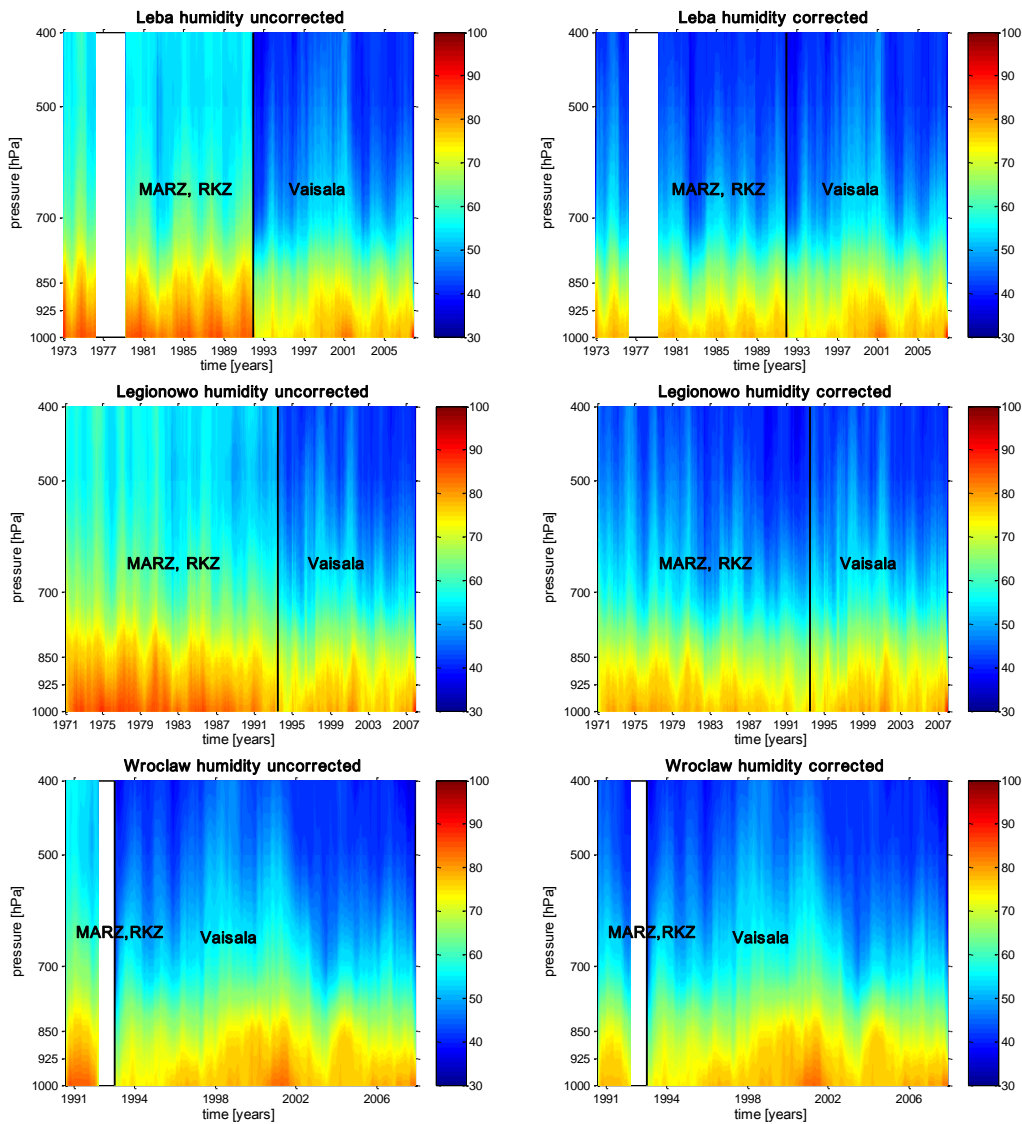 Leba humidity uncorrected
400
500
700
850
925
1000
pressure [hPa]
MARZ, RKZ
Vaisala
1973 1977 1981 1985 1989 1993 1997 2001 2005
time [years]
100
90
80
70
60
50
40
30
Leba humidity corrected
400
500
700
850
925
1000
pressure [hPa]
MARZ, RKZ
Vaisala
1973 1977 1981 1985 1989 1993 1997 2001 2005
time [years]
100
90
80
70
60
50
40
30
Legionowo humidity uncorrected
400
500
700
850
925
1000
pressure [hPa]
MARZ, RKZ
Vaisala
1971 1975 1979 1983 1987 1991 1995 1999 2003 2007
time [years]
100
90
80
70
60
50
40
30
Legionowo humidity corrected
400
500
700
850
925
1000
pressure [hPa]
MARZ, RKZ
Vaisala
1971 1975 1979 1983 1987 1991 1995 1999 2003 2007
time [years]
100
90
80
70
60
50
40
30
Wroclaw humidity uncorrected
400
500
700
850
925
1000
pressure [hPa]
MARZ,RKZ
Vaisala
1991 1994 1998 2002 2006
time [years]
100
90
80
70
60
50
40
30
Wroclaw humidity corrected
400
500
700
850
925
1000
pressure [hPa]
MARZ,RKZ
Vaisala
1991 1994 1998 2002 2006
time [years]
100
90
80
70
60
50
40
30